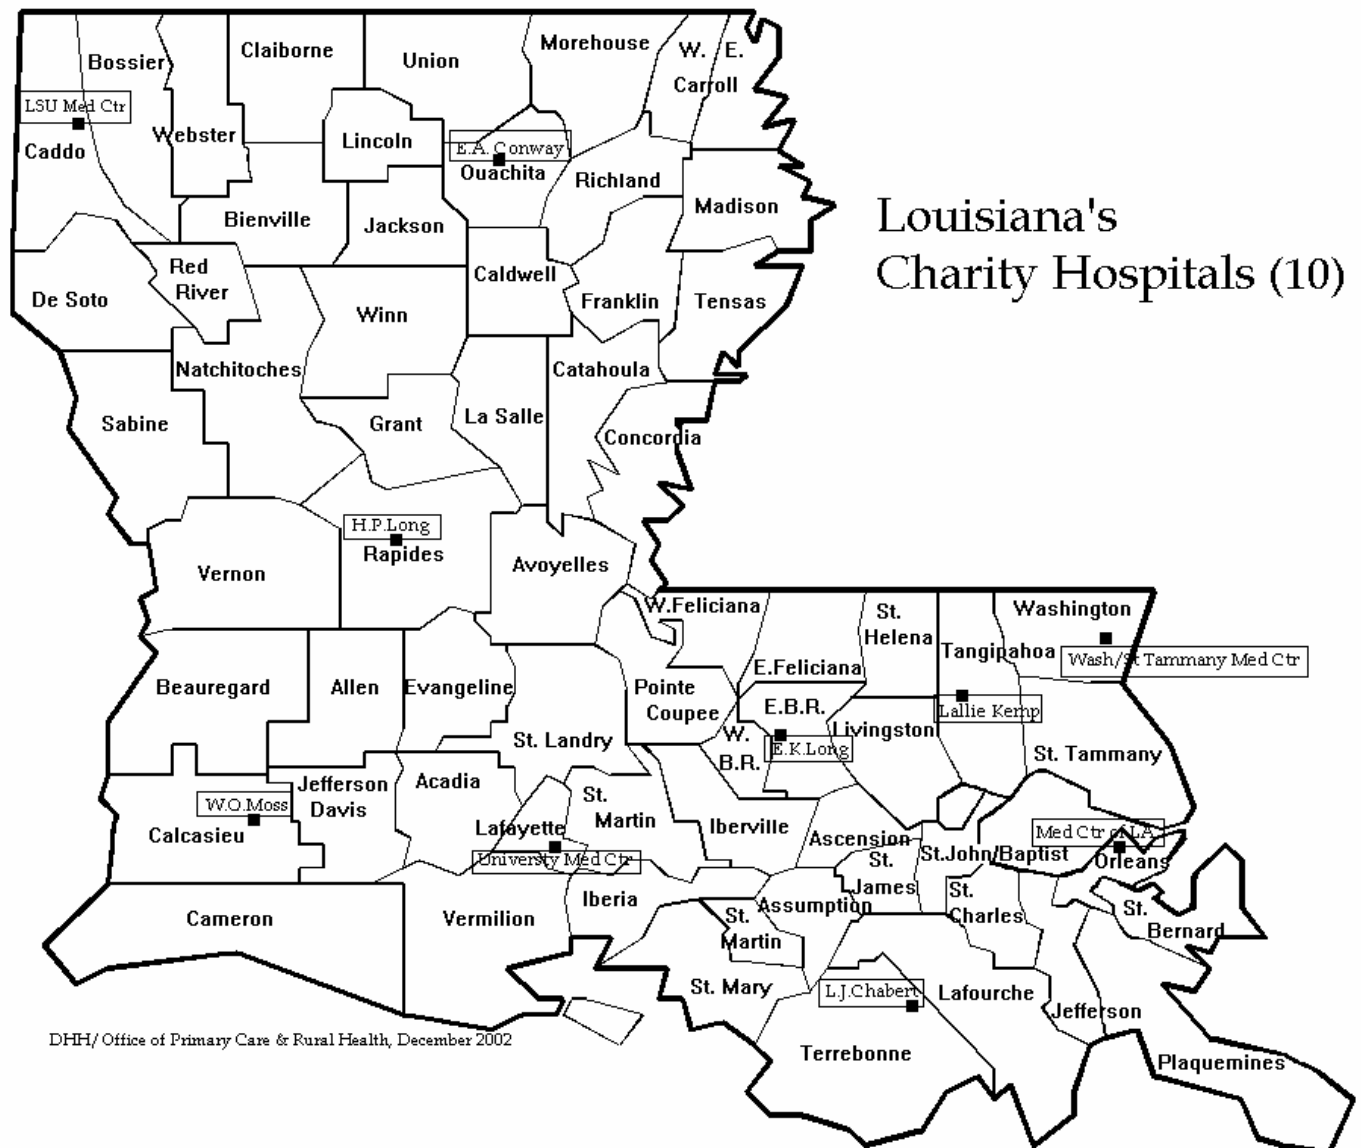 Bossier
Claiborne
Union
Morehouse
W.
E.
Carroll
LSU Med Ctr
Webster
Lincoln
E.A. Conway
Ouachita
Caddo
Richland
Madison
Bienville
Jackson
Louisiana's
Charity Hospitals (10)
Red
River
Caldwell
De Soto
Winn
Franklin
Tensas
Natchitoches
Catahoula
Sabine
Grant
La Salle
Concordia
H.P.Long
Rapides
Vernon
Avoyelles
W.Feliciana
St.
Helena
Washington
Tangipahoa
Wash/St Tammany Med Ctr
E.Feliciana
Beauregard
Allen
Evangeline
Pointe
Coupee
E.B.R.
Lallie Kemp
W.
B.R.
E.K.Long
Livingston
St. Landry
St. Tammany
Jefferson
Davis
Acadia
W.O.Moss
Calcasieu
St.
Martin
Lafayette
University Med Ctr
Iberville
Ascension
Med Ctr of LA
Orleans
St.John/Baptist
St.
James
St.
Charles
Cameron
Vermilion
Iberia
Assumption
St.
Martin
St.
Bernard
St. Mary
L.J.Chabert
Lafourche
Jefferson
DHH/Office of Primary Care & Rural Health, December 2002
Terrebonne
Plaquemines